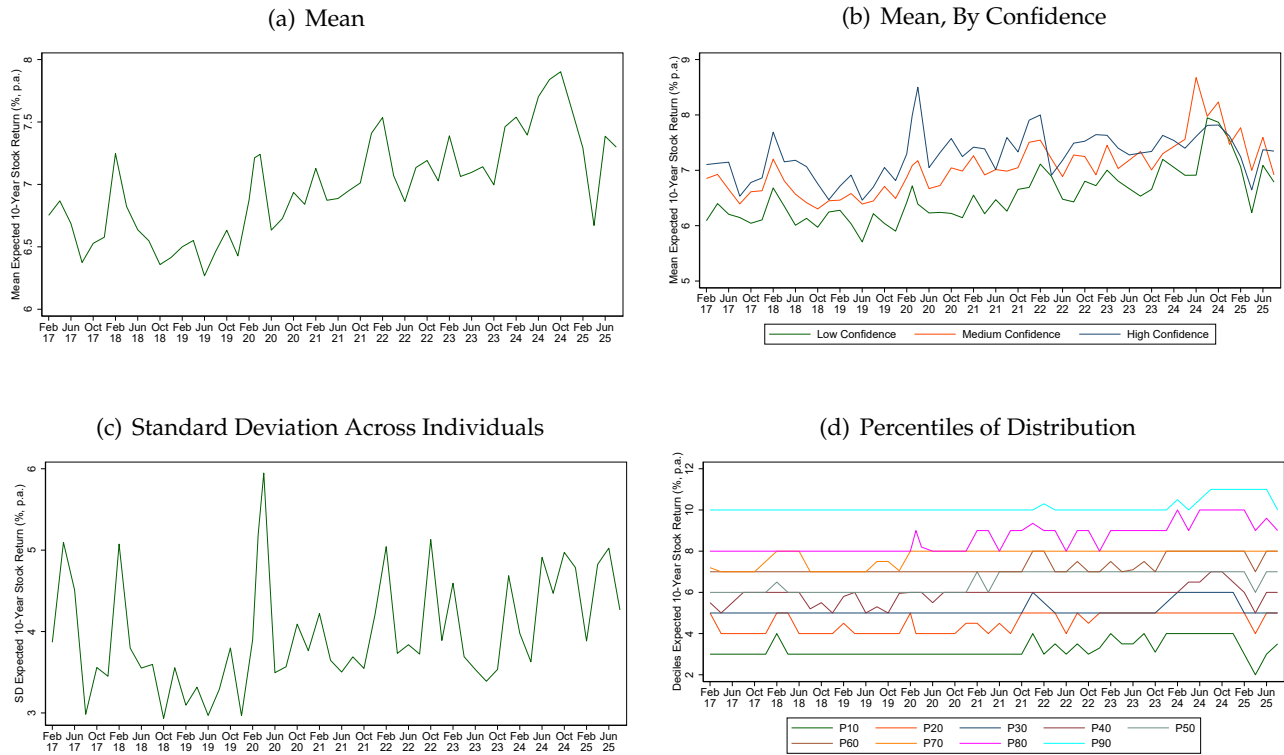 (a) Mean
Mean Expected 10-Year Stock Return (%, p.a.)
8
7.5
7
6.5
6
Feb Jun Oct Feb Jun Oct Feb Jun Oct Feb Jun Oct Feb Jun Oct Feb Jun Oct Feb Jun Oct Feb Jun Oct Feb Jun
17 17 17 18 18 18 19 19 19 20 20 20 21 21 21 22 22 22 23 23 23 24 24 24 25 25
(b) Mean, By Confidence
Mean Expected 10-Year Stock Return (%, p.a.)
9
8
7
6
5
Feb Jun Oct Feb Jun Oct Feb Jun Oct Feb Jun Oct Feb Jun Oct Feb Jun Oct Feb Jun Oct Feb Jun Oct Feb Jun
17 17 17 18 18 18 19 19 19 20 20 20 21 21 21 22 22 22 23 23 23 24 24 24 25 25
Low Confidence Medium Confidence High Confidence
(c) Standard Deviation Across Individuals
SD Expected 10-Year Stock Return (%, p.a.)
6
5
4
3
Feb Jun Oct Feb Jun Oct Feb Jun Oct Feb Jun Oct Feb Jun Oct Feb Jun Oct Feb Jun Oct Feb Jun Oct Feb Jun
17 17 17 18 18 18 19 19 19 20 20 20 21 21 21 22 22 22 23 23 23 24 24 24 25 25
(d) Percentiles of Distribution
Deciles Expected 10-Year Stock Return (%, p.a.)
12
10
8
6
4
2
Feb Jun Oct Feb Jun Oct Feb Jun Oct Feb Jun Oct Feb Jun Oct Feb Jun Oct Feb Jun Oct Feb Jun Oct Feb Jun
17 17 17 18 18 18 19 19 19 20 20 20 21 21 21 22 22 22 23 23 23 24 24 24 25 25
P10 P20 P30 P40 P50
P60 P70 P80 P90